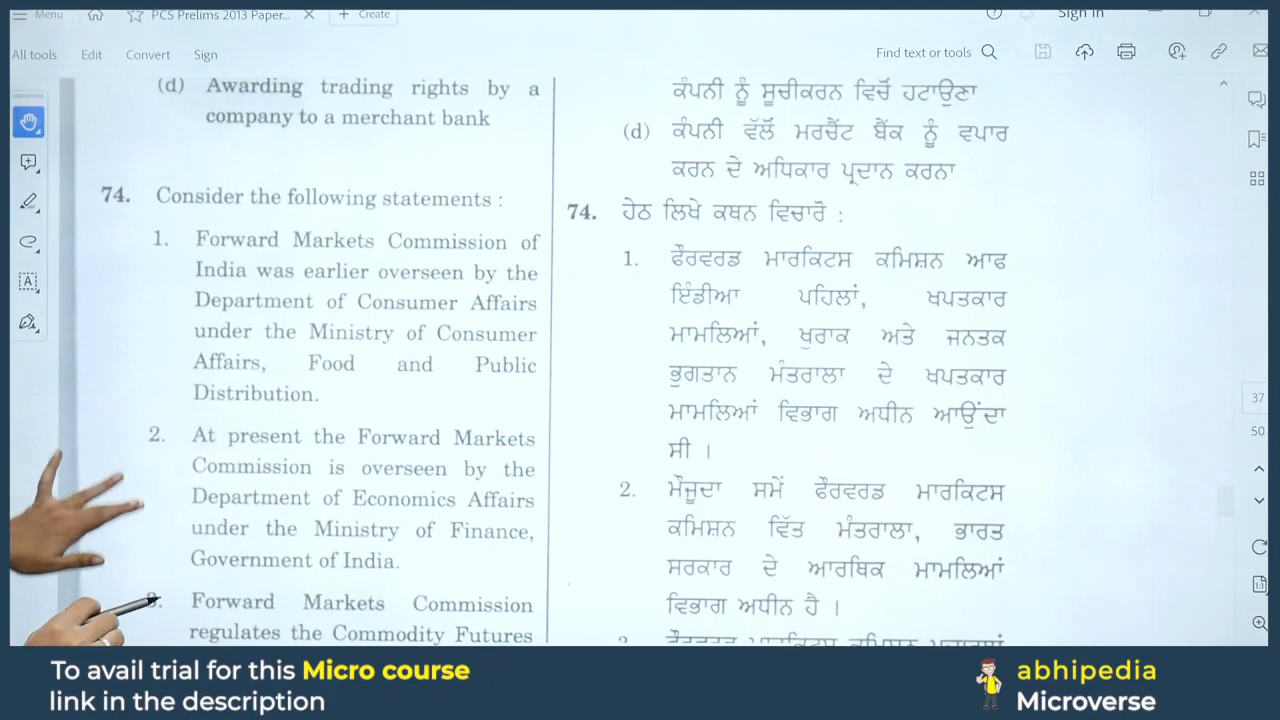 Menu
PCS Prelims 2013 Paper...
+ Create
Sign In
All tools
Edit
Convert
Sign
Find text or tools
(d) Awarding trading rights by a
company to a merchant bank
74. Consider the following statements :
1. Forward Markets Commission of
India was earlier overseen by the
Department of Consumer Affairs
under the Ministry of Consumer
Affairs, Food and Public
Distribution.
2. At present the Forward Markets
Commission is overseen by the
Department of Economics Affairs
under the Ministry of Finance,
Government of India.
3. Forward Markets Commission
regulates the Commodity Futures
ਕੰਪਨੀ ਨੂੰ ਸੂਚੀਕਰਨ ਵਿਚੋਂ ਹਟਾਉਣਾ
(d) ਕੰਪਨੀ ਵੱਲੋਂ ਮਰਚੈਂਟ ਬੈਂਕ ਨੂੰ ਵਪਾਰ
ਕਰਨ ਦੇ ਅਧਿਕਾਰ ਪ੍ਰਦਾਨ ਕਰਨਾ
74. ਹੇਠ ਲਿਖੇ ਕਥਨ ਵਿਚਾਰੋ :
1. ਫੌਰਵਰਡ ਮਾਰਕਿਟਸ ਕਮਿਸ਼ਨ ਆਫ
ਇੰਡੀਆ ਪਹਿਲਾਂ, ਖਪਤਕਾਰ
ਮਾਮਲਿਆਂ, ਖੁਰਾਕ ਅਤੇ ਜਨਤਕ
ਭੁਗਤਾਨ ਮੰਤਰਾਲਾ ਦੇ ਖਪਤਕਾਰ
ਮਾਮਲਿਆਂ ਵਿਭਾਗ ਅਧੀਨ ਆਉਂਦਾ
ਸੀ ।
2. ਮੌਜੂਦਾ ਸਮੇਂ ਫੌਰਵਰਡ ਮਾਰਕਿਟਸ
ਕਮਿਸ਼ਨ ਵਿੱਤ ਮੰਤਰਾਲਾ, ਭਾਰਤ
ਸਰਕਾਰ ਦੇ ਆਰਥਿਕ ਮਾਮਲਿਆਂ
ਵਿਭਾਗ ਅਧੀਨ ਹੈ ।
37
50
To avail trial for this Micro course
link in the description
abhipedia
Microverse